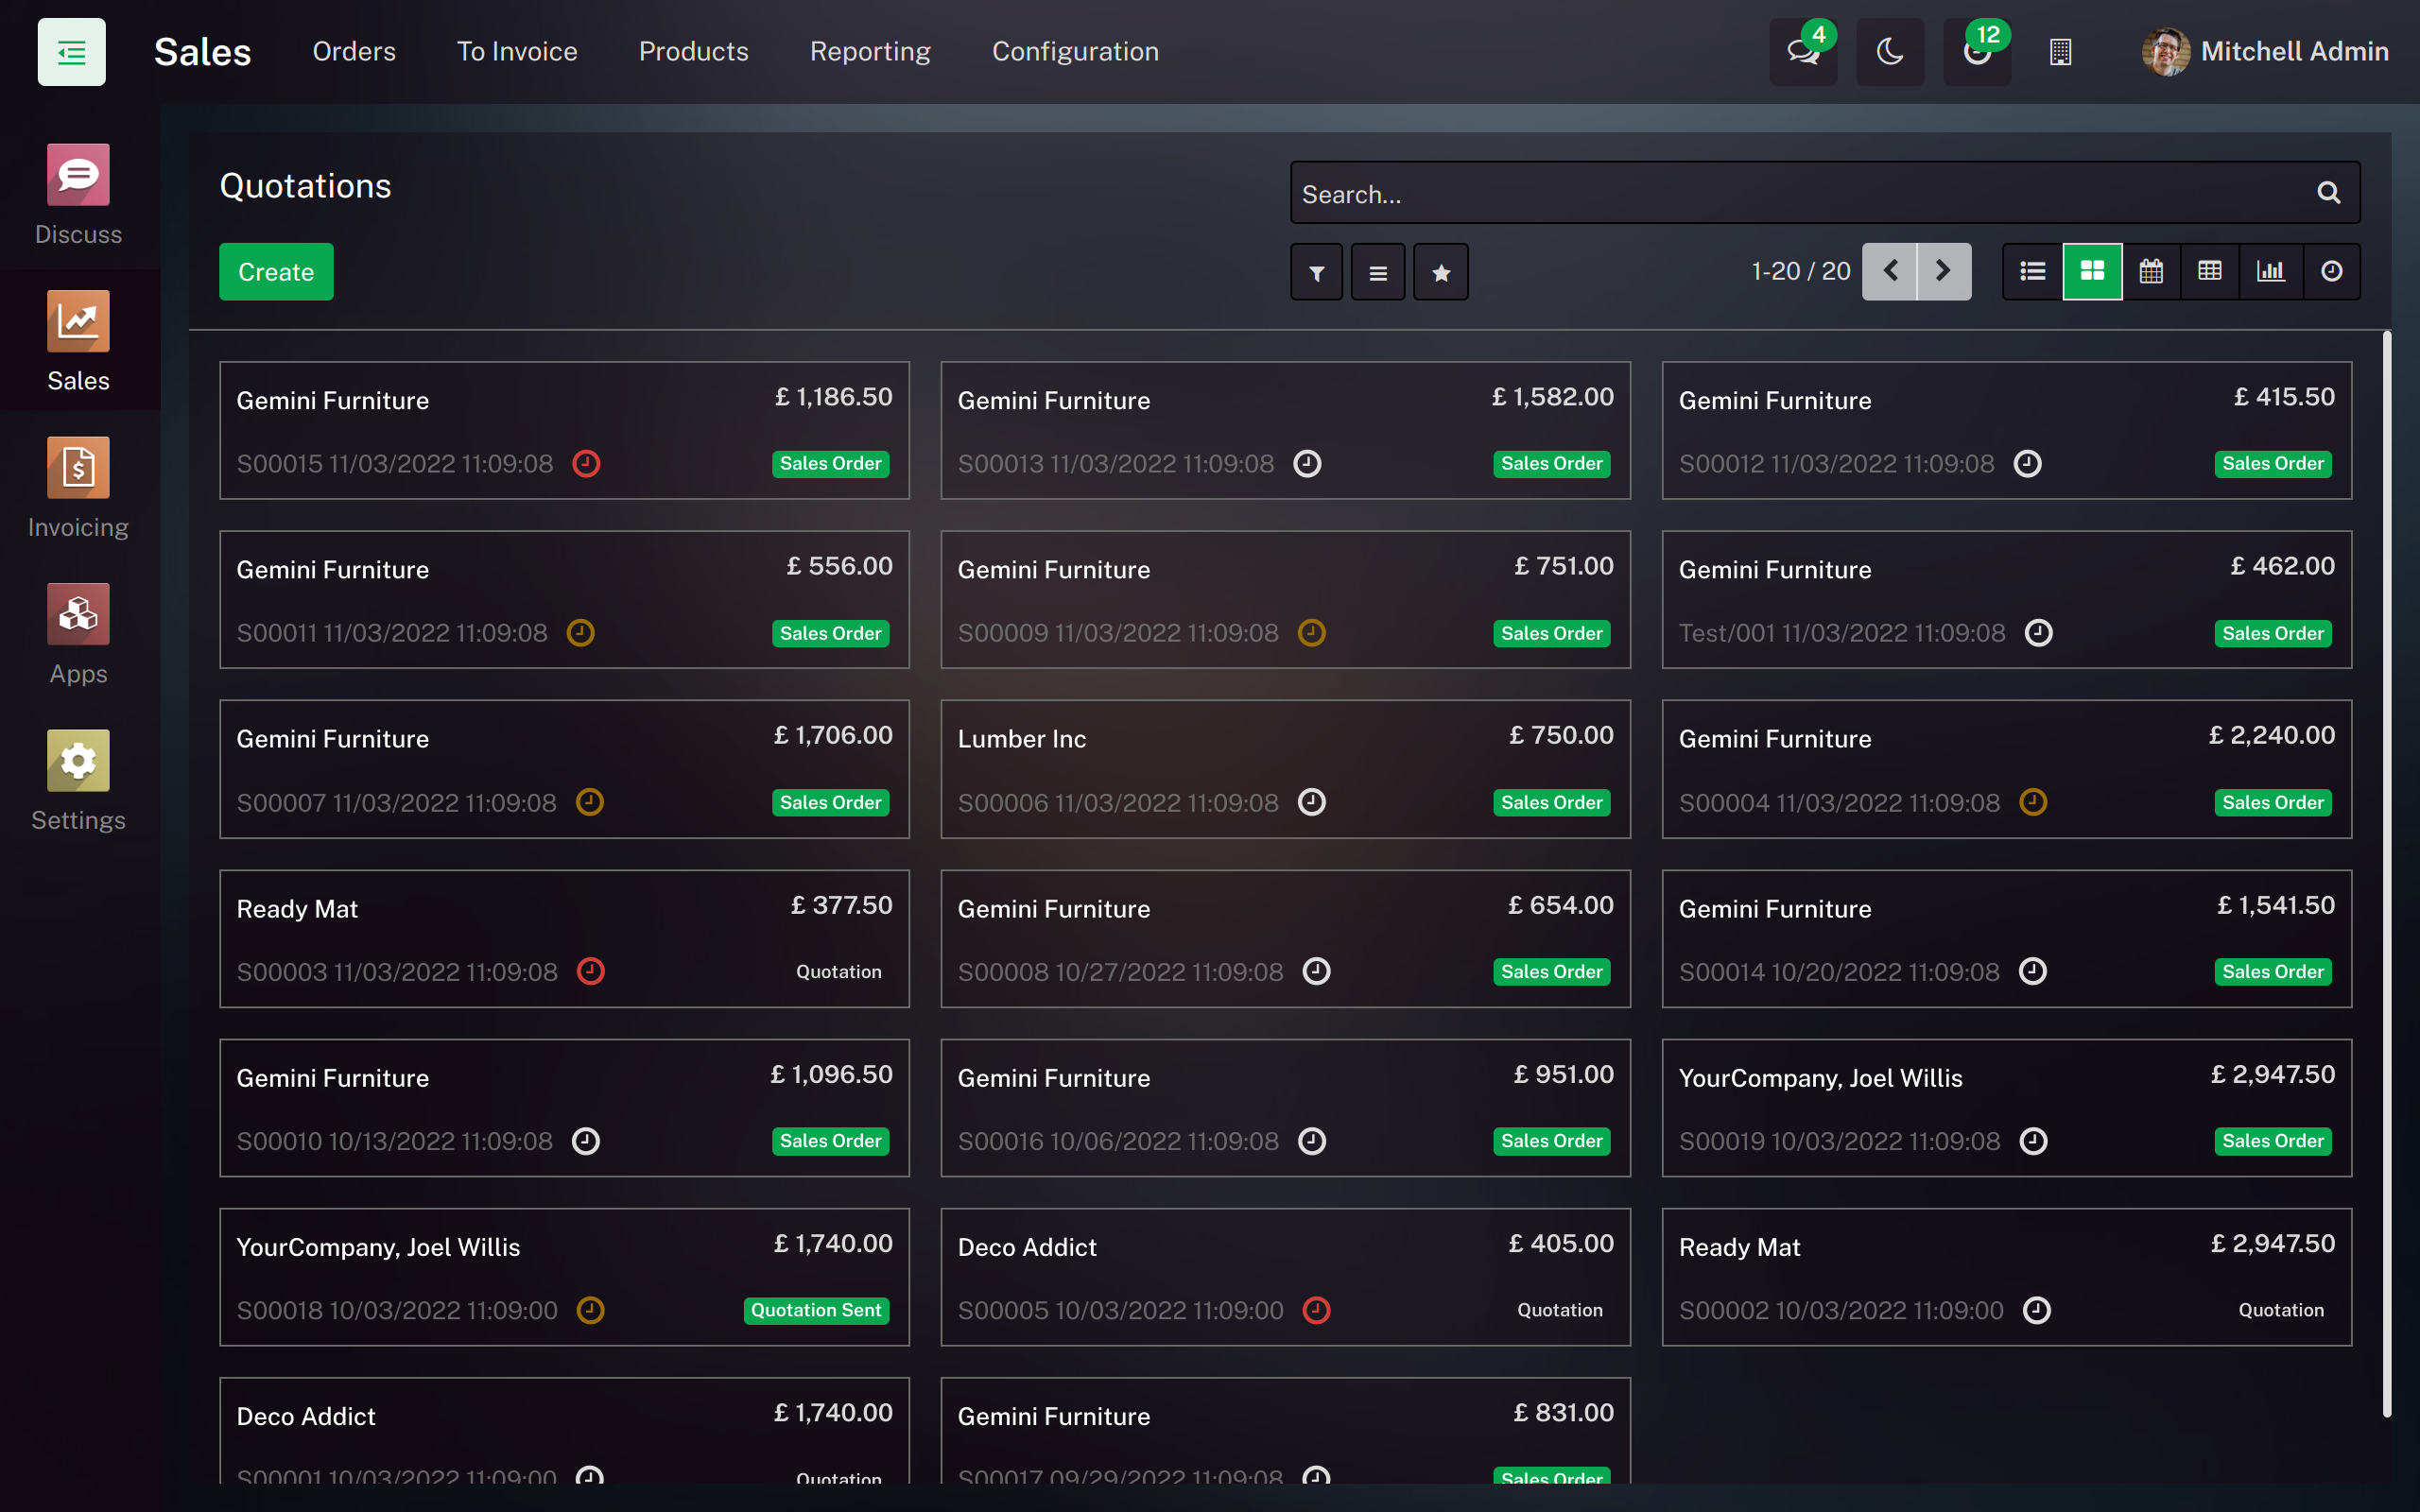 Sales Orders To Invoice Products Reporting Configuration 4 12 Mitchell Admin
Discuss
Sales
Invoicing
Apps
Settings
Quotations
Search...
Create
1-20 / 20
Gemini Furniture £ 1,186.50
S00015 11/03/2022 11:09:08 Sales Order
Gemini Furniture £ 1,582.00
S00013 11/03/2022 11:09:08 Sales Order
Gemini Furniture £ 415.50
S00012 11/03/2022 11:09:08 Sales Order
Gemini Furniture £ 556.00
S00011 11/03/2022 11:09:08 Sales Order
Gemini Furniture £ 751.00
S00009 11/03/2022 11:09:08 Sales Order
Gemini Furniture £ 462.00
Test/001 11/03/2022 11:09:08 Sales Order
Gemini Furniture £ 1,706.00
S00007 11/03/2022 11:09:08 Sales Order
Lumber Inc £ 750.00
S00006 11/03/2022 11:09:08 Sales Order
Gemini Furniture £ 2,240.00
S00004 11/03/2022 11:09:08 Sales Order
Ready Mat £ 377.50
S00003 11/03/2022 11:09:08 Quotation
Gemini Furniture £ 654.00
S00008 10/27/2022 11:09:08 Sales Order
Gemini Furniture £ 1,541.50
S00014 10/20/2022 11:09:08 Sales Order
Gemini Furniture £ 1,096.50
S00010 10/13/2022 11:09:08 Sales Order
Gemini Furniture £ 951.00
S00016 10/06/2022 11:09:08 Sales Order
YourCompany, Joel Willis £ 2,947.50
S00019 10/03/2022 11:09:08 Sales Order
YourCompany, Joel Willis £ 1,740.00
S00018 10/03/2022 11:09:00 Quotation Sent
Deco Addict £ 405.00
S00005 10/03/2022 11:09:00 Quotation
Ready Mat £ 2,947.50
S00002 10/03/2022 11:09:00 Quotation
Deco Addict £ 1,740.00
S00001 10/03/2022 11:09:00 Quotation
Gemini Furniture £ 831.00
S00017 09/29/2022 11:09:08 Sales Order